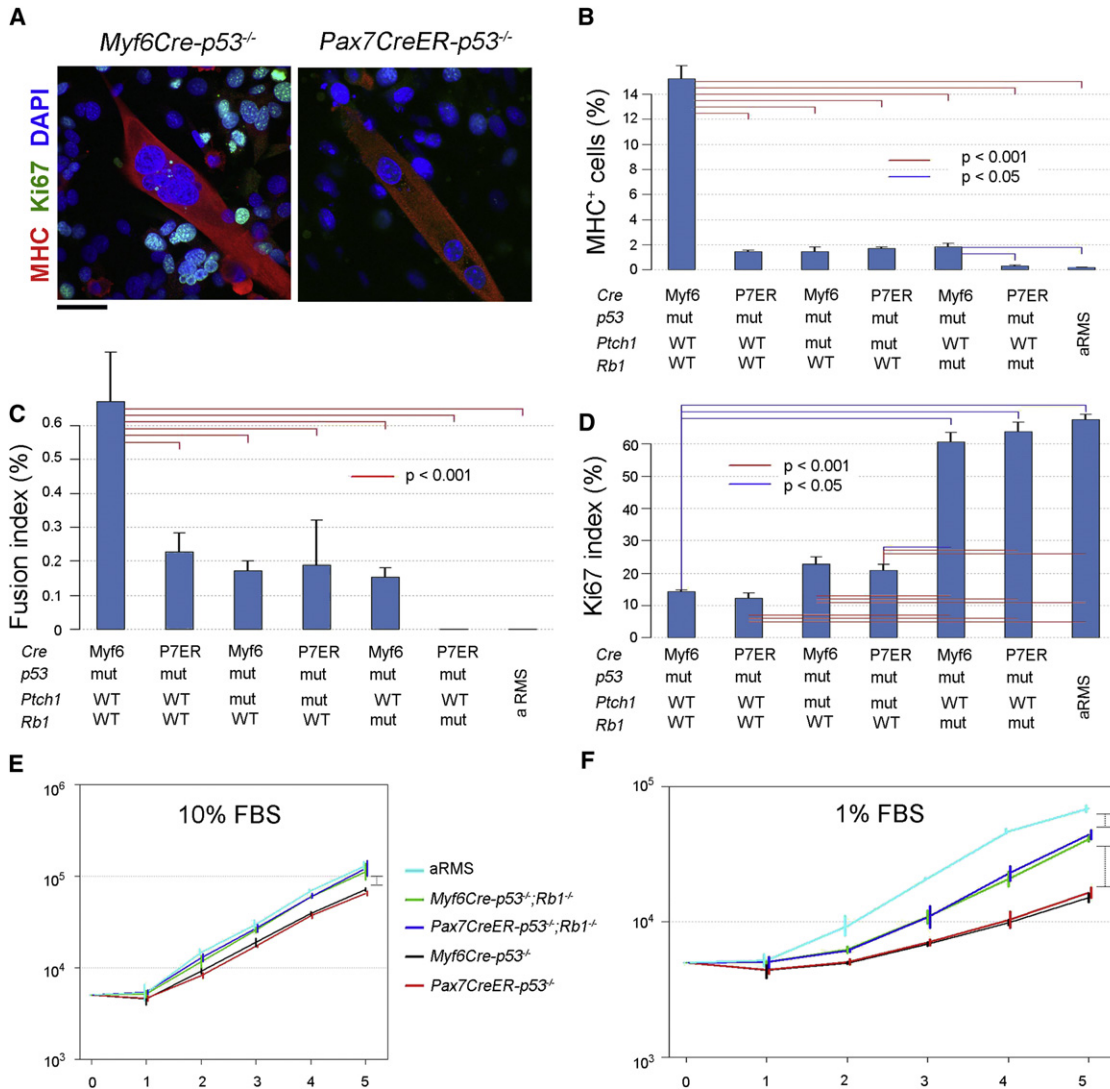 A
Myf6Cre-p53-/-
Pax7CreER-p53-/-
MHC Ki67 DAPI
B
MHC+ cells (%)
14
12
10
8
6
4
2
0
p < 0.001
p < 0.05
Cre Myf6 P7ER Myf6 P7ER Myf6 P7ER
p53 mut mut mut mut mut mut
Ptch1 WT WT mut mut WT WT
Rb1 WT WT WT WT mut mut
aRMS
C
Fusion index (%)
0.6
0.5
0.4
0.3
0.2
0.1
0
p < 0.001
Cre Myf6 P7ER Myf6 P7ER Myf6 P7ER
p53 mut mut mut mut mut mut
Ptch1 WT WT mut mut WT WT
Rb1 WT WT WT WT mut mut
a RMS
D
Ki67 index (%)
60
50
40
30
20
10
0
p < 0.001
p < 0.05
Cre Myf6 P7ER Myf6 P7ER Myf6 P7ER
p53 mut mut mut mut mut mut
Ptch1 WT WT mut mut WT WT
Rb1 WT WT WT WT mut mut
aRMS
E
10% FBS
10^6
10^5
10^4
10^3
0 1 2 3 4 5
aRMS
Myf6Cre-p53-/-;Rb1-/-
Pax7CreER-p53-/-;Rb1-/-
Myf6Cre-p53-/-
Pax7CreER-p53-/-
F
1% FBS
10^5
10^4
10^3
0 1 2 3 4 5